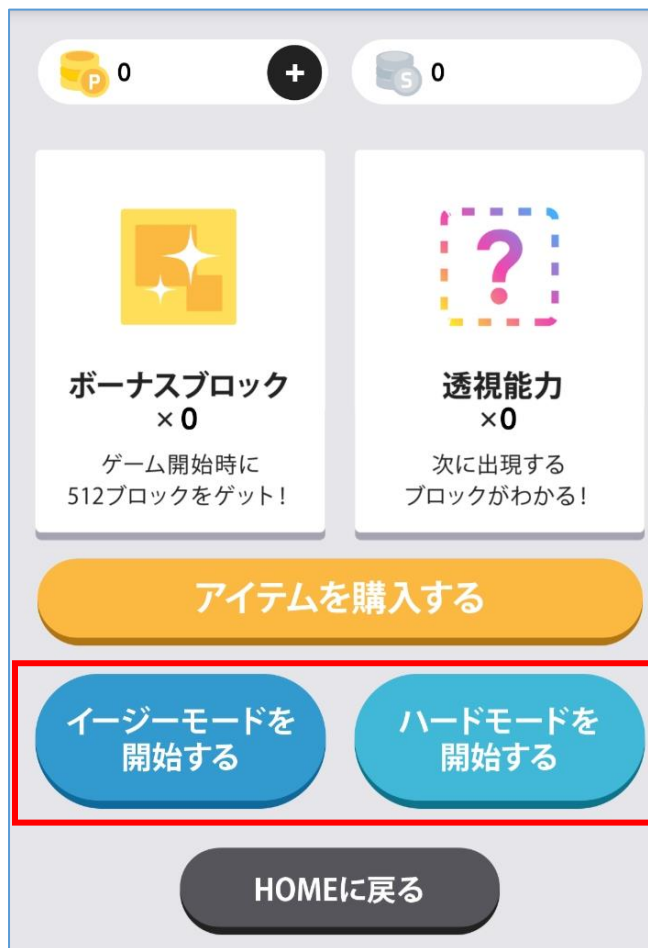 P 0 +
S 0
?
ボーナスブロック
×0
ゲーム開始時に
512ブロックをゲット!
透視能力
×0
次に出現する
ブロックがわかる!
アイテムを購入する
イージーモードを
開始する
ハードモードを
開始する
HOMEに戻る